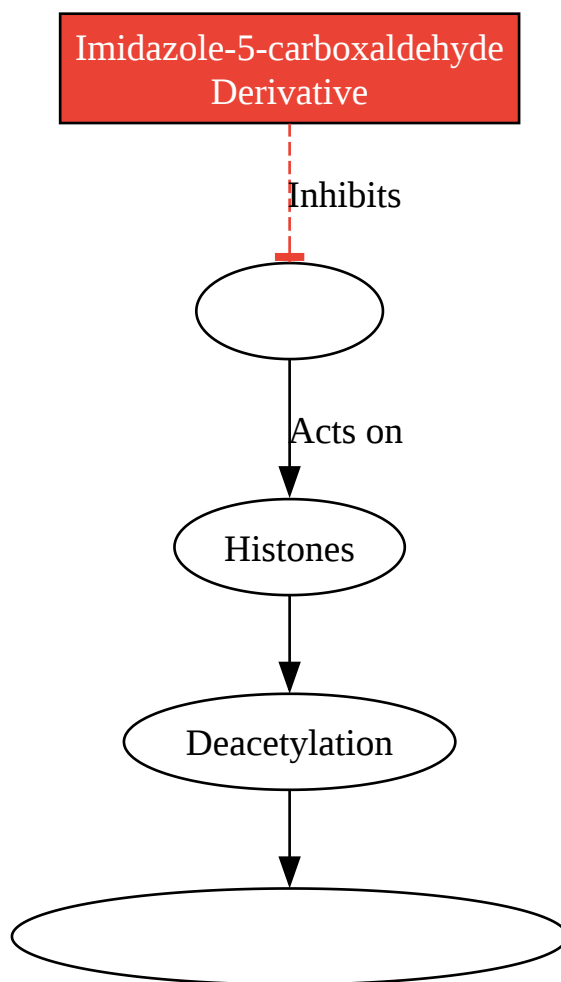 Imidazole-5-carboxaldehyde
Derivative
Inhibits
Acts on
Histones
Deacetylation